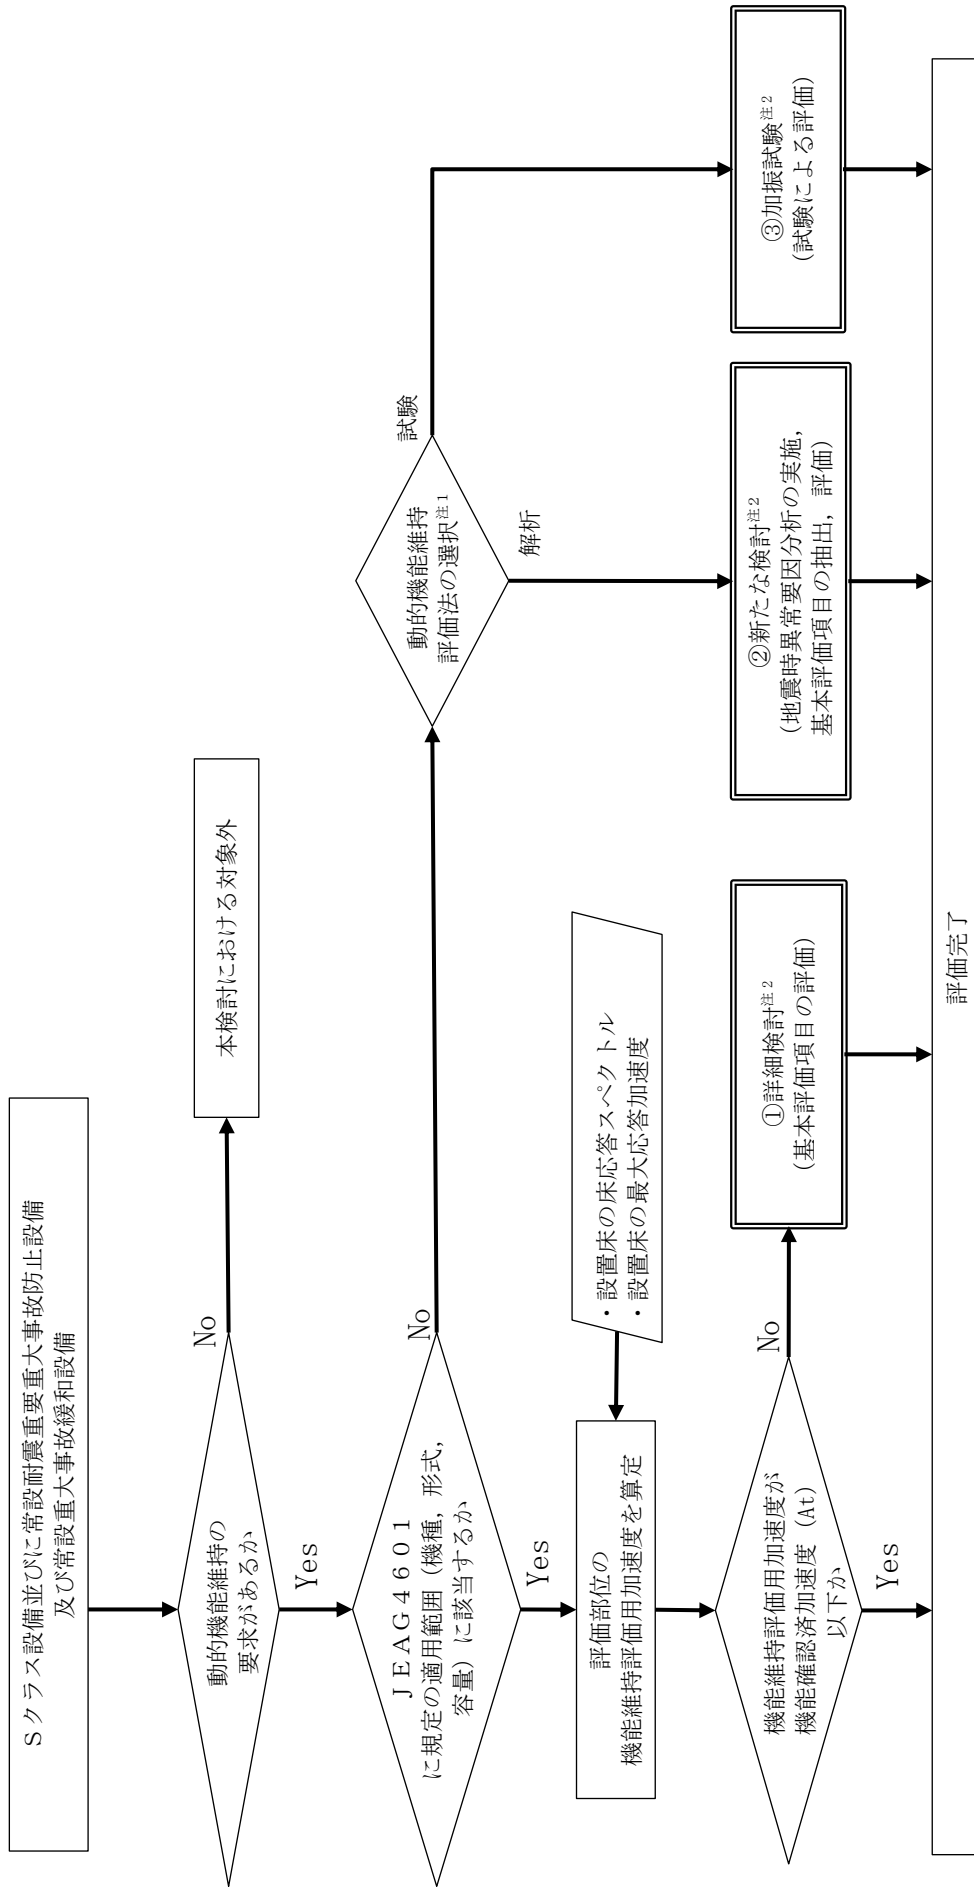 Ｓクラス設備並びに常設耐震重要重大事故防止設備
及び常設重大事故緩和設備
動的機能維持の
要求があるか
No
本検討における対象外
Yes
ＪＥＡＧ４６０１
に規定の適用範囲（機種，形式，
容量）に該当するか
No
動的機能維持
評価法の選択注1
試験
解析
Yes
評価部位の
機能維持評価用加速度を算定
・設置床の床応答スペクトル
・設置床の最大応答加速度
機能維持評価用加速度が
機能確認済加速度（At）
以下か
No
Yes
①詳細検討注2
（基本評価項目の評価）
②新たな検討注2
（地震時異常要因分析の実施，
基本評価項目の抽出，評価）
③加振試験注2
（試験による評価）
評価完了